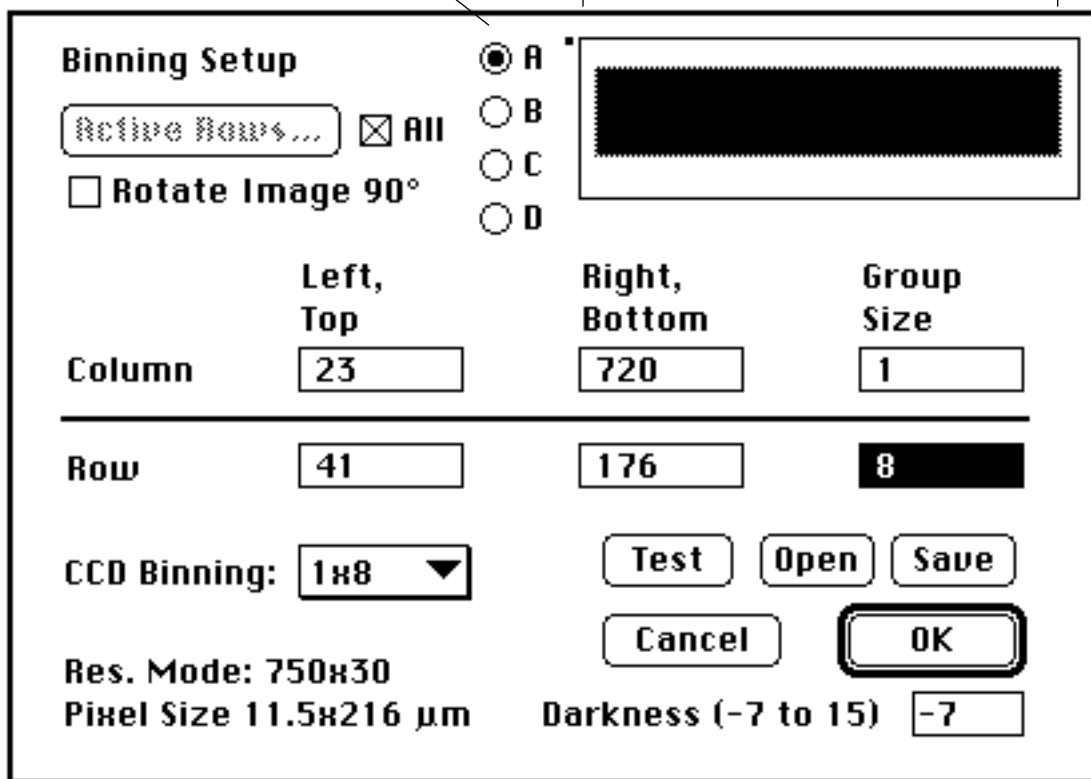 Binning Setup
Active Rows...
All
Rotate Image 90°
A
B
C
D
Left, Top
Right, Bottom
Group Size
Column 23 720 1
Row 41 176 8
CCD Binning: 1x8
Test Open Save
Cancel OK
Res. Mode: 750x30
Pixel Size 11.5x216 µm
Darkness (-7 to 15) -7